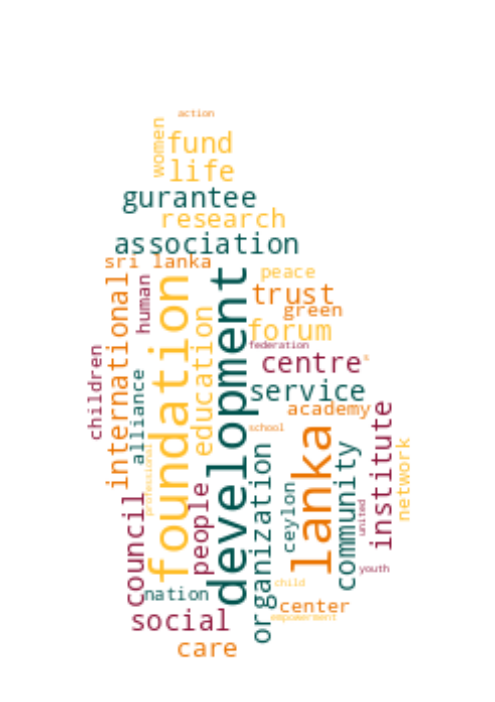 action
women
fund
life
gurantee
research
association
sri lanka
peace
trust
green
forum
federation
centre
s
service
academy
school
international
human
foundation
education
development
children
alliance
professional
council
people
organization
ceylon
lanka
community
united
institute
network
youth
nation
child
center
empowerment
social
care